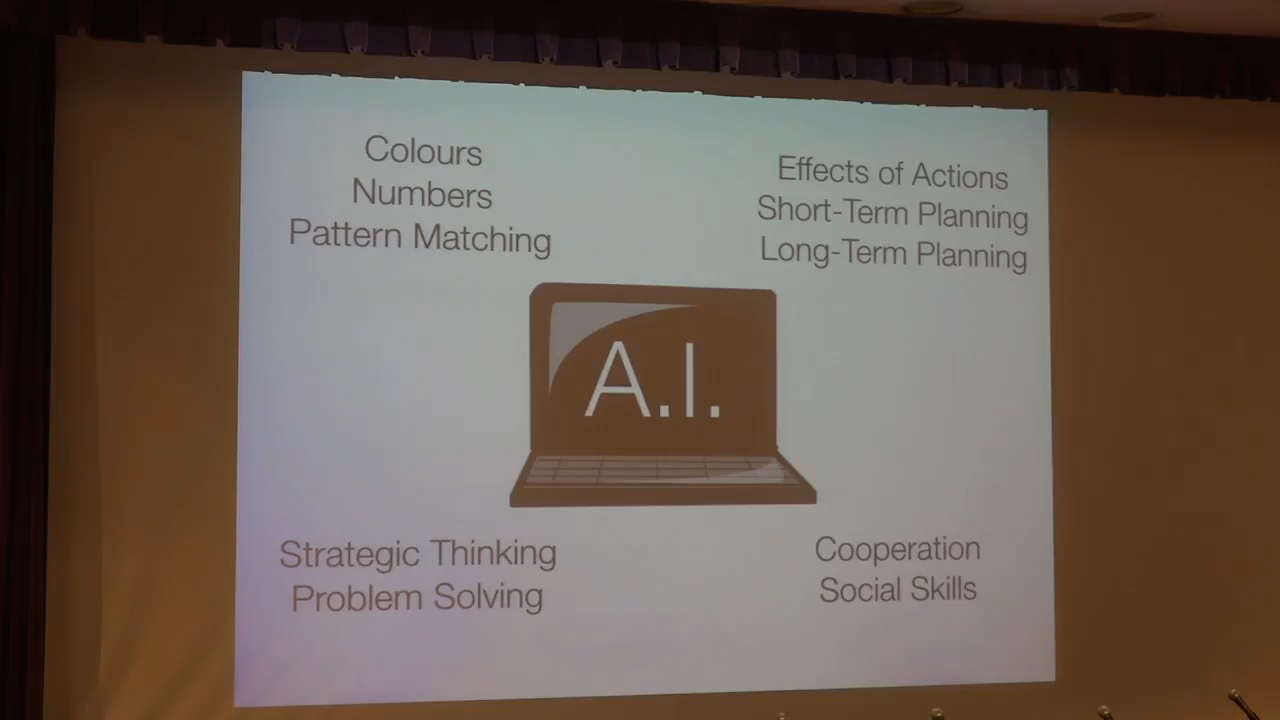 Colours
Numbers
Pattern Matching
Effects of Actions
Short-Term Planning
Long-Term Planning
A.I.
Strategic Thinking
Problem Solving
Cooperation
Social Skills